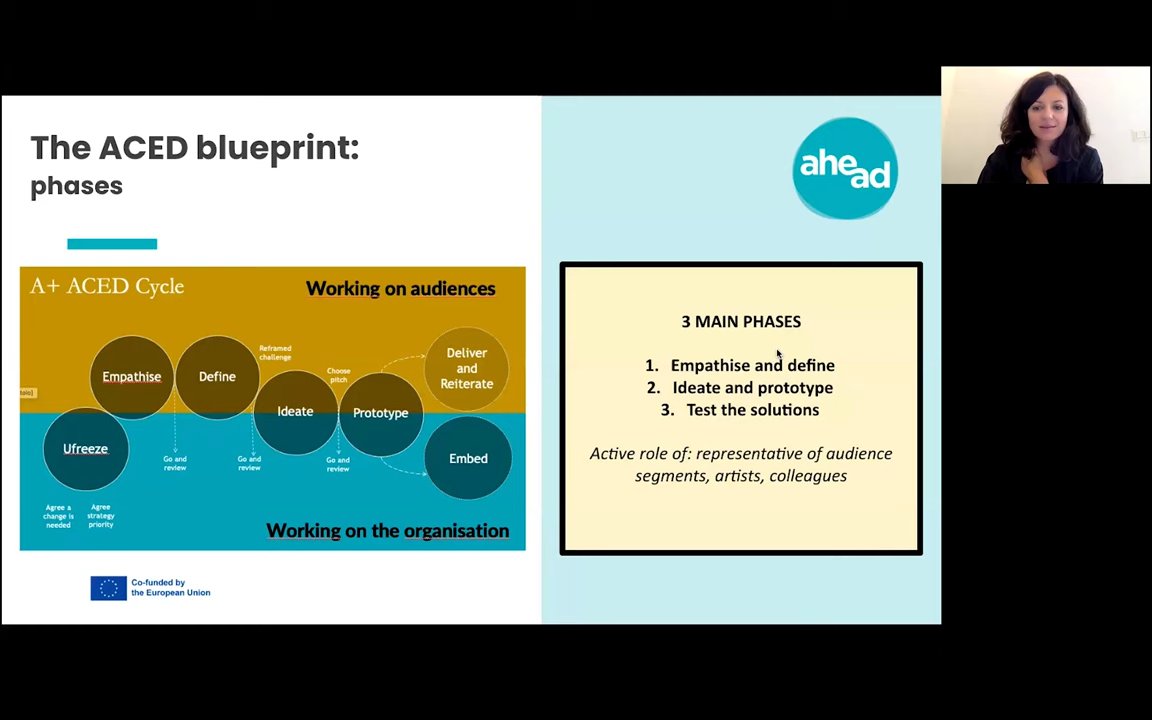 The ACED blueprint:
phases
ahead
A+ ACED Cycle
Working on audiences
Empathise
Define
Reframed
challenge
Ideate
Choose
pitch
Prototype
Deliver
and
Reiterate
Ufreeze
Go and
review
Go and
review
Go and
review
Embed
Agree a
change is
needed
Agree
strategy
priority
Working on the organisation
3 MAIN PHASES
1. Empathise and define
2. Ideate and prototype
3. Test the solutions
Active role of: representative of audience
segments, artists, colleagues
Co-funded by
the European Union